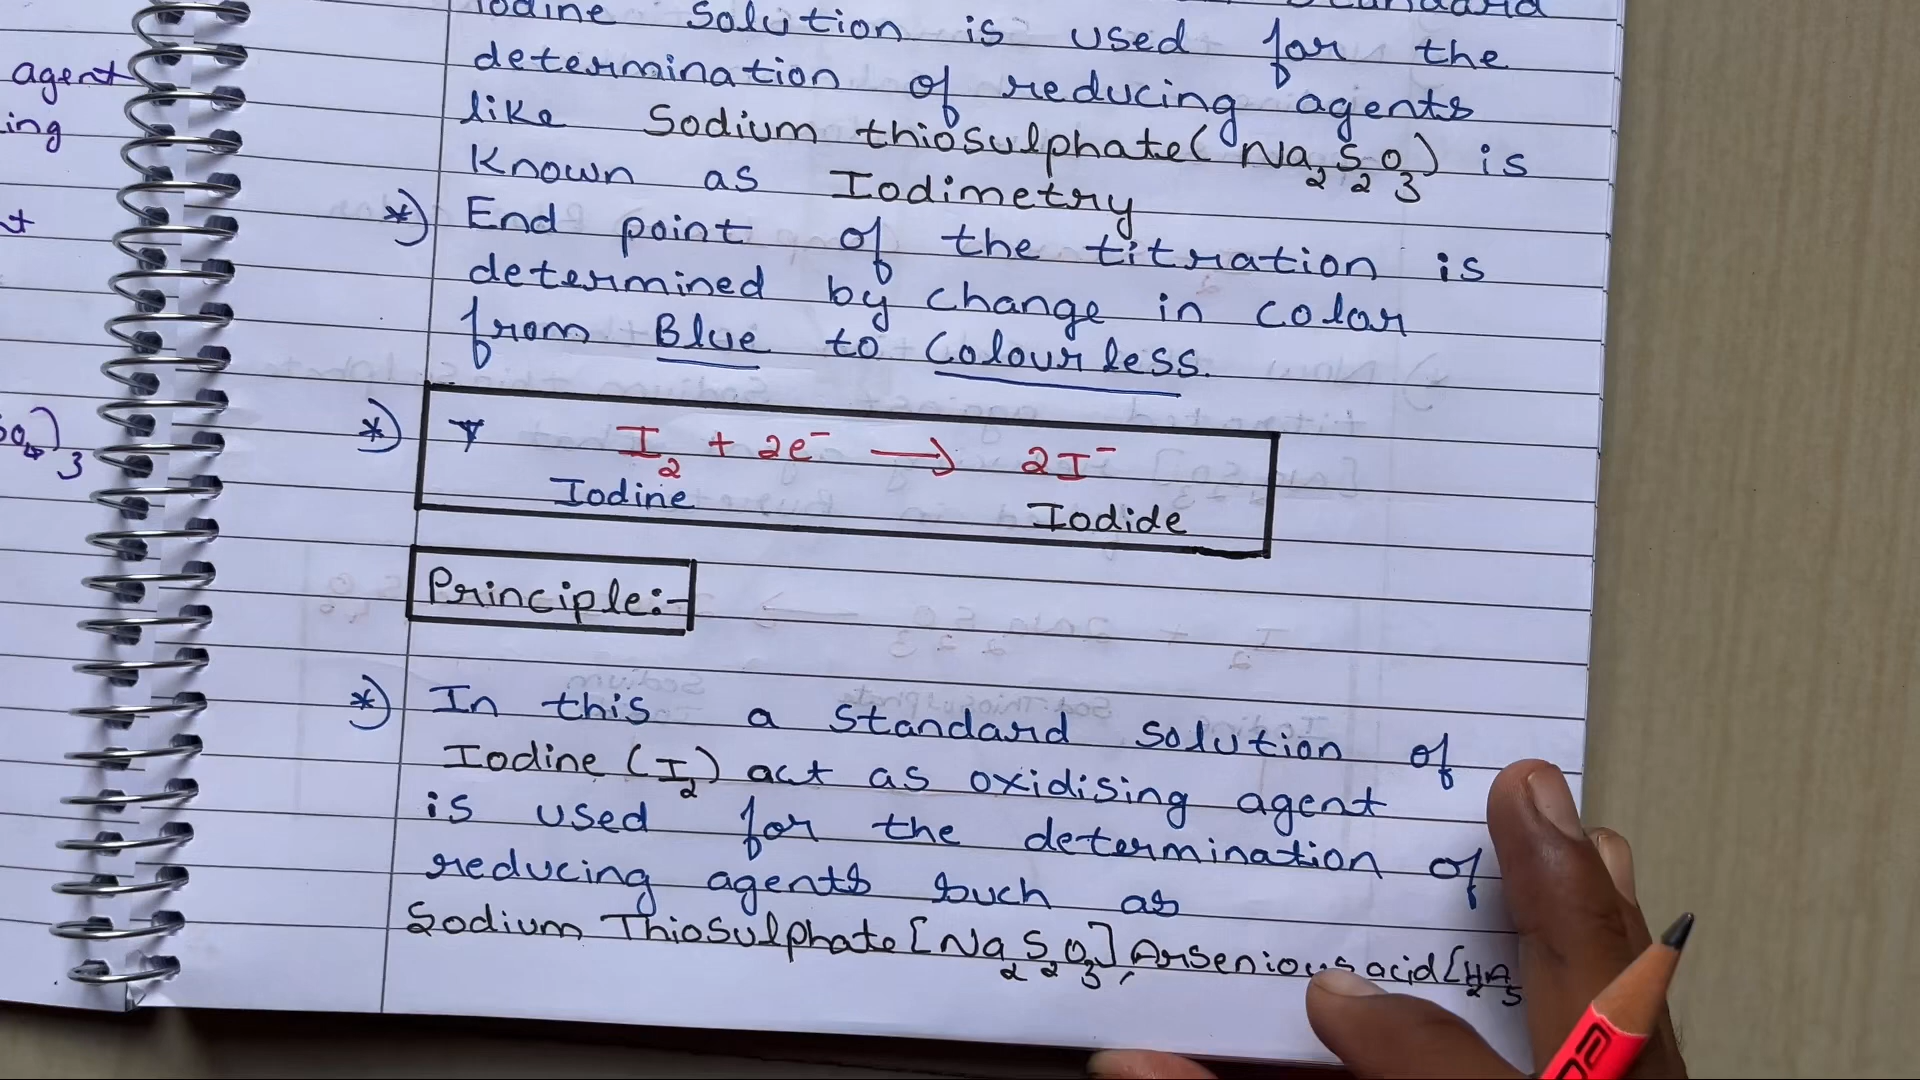 Iodine Solution is used for the
determination of reducing agents
like Sodium thiosulphate (Na2S2O3) is
Known as Iodimetry
*) End point of the titration is
determined by change in color
from Blue to Colourless.
*) I2 + 2e⁻ → 2I⁻
Iodine Iodide
Principle:-
*) In this a standard solution of
Iodine (I2) act as oxidising agent
is used for the determination of
reducing agents such as
Sodium Thiosulphate [Na2S2O3], Arsenious acid [
agent
ing